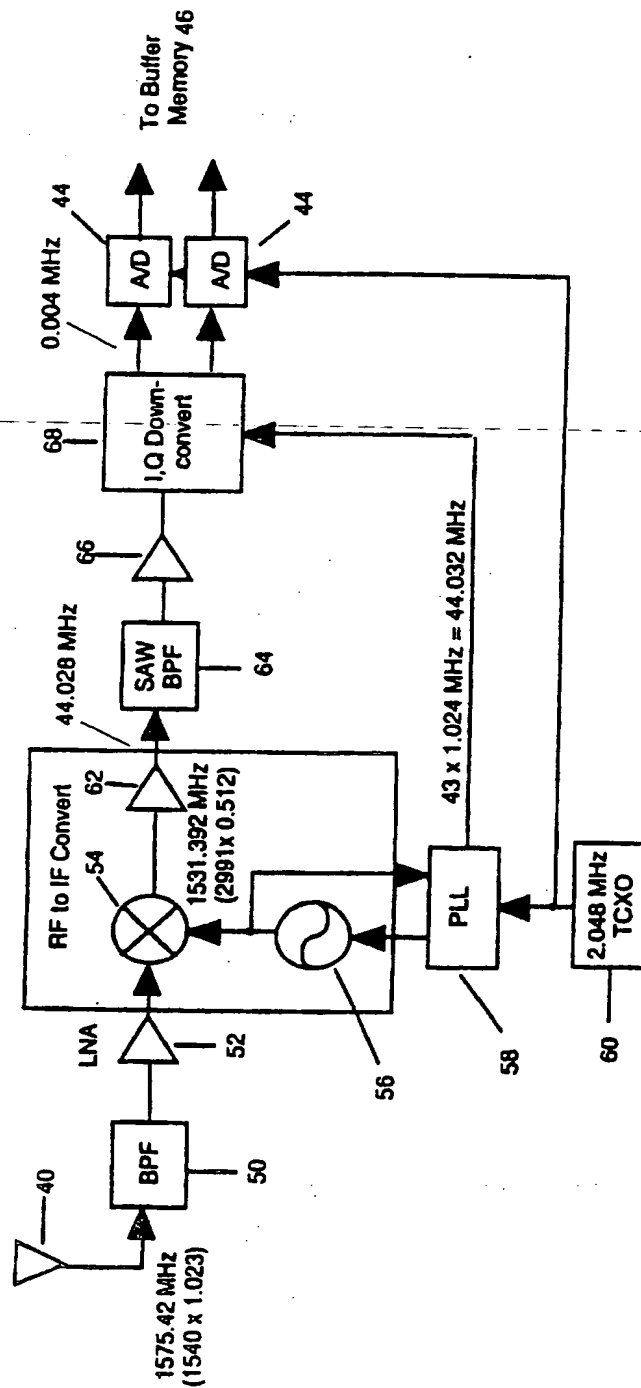 40
1575.42 MHz
(1540 x 1.023)
BPF
50
LNA
52
RF to IF Convert
54
62
1531.392 MHz
(2991x 0.512)
56
PLL
58
2.048 MHz
TCXO
60
44.028 MHz
SAW
BPF
64
66
43 x 1.024 MHz = 44.032 MHz
68
I,Q Down-
convert
0.004 MHz
44
A/D
A/D
44
To Buffer
Memory 46